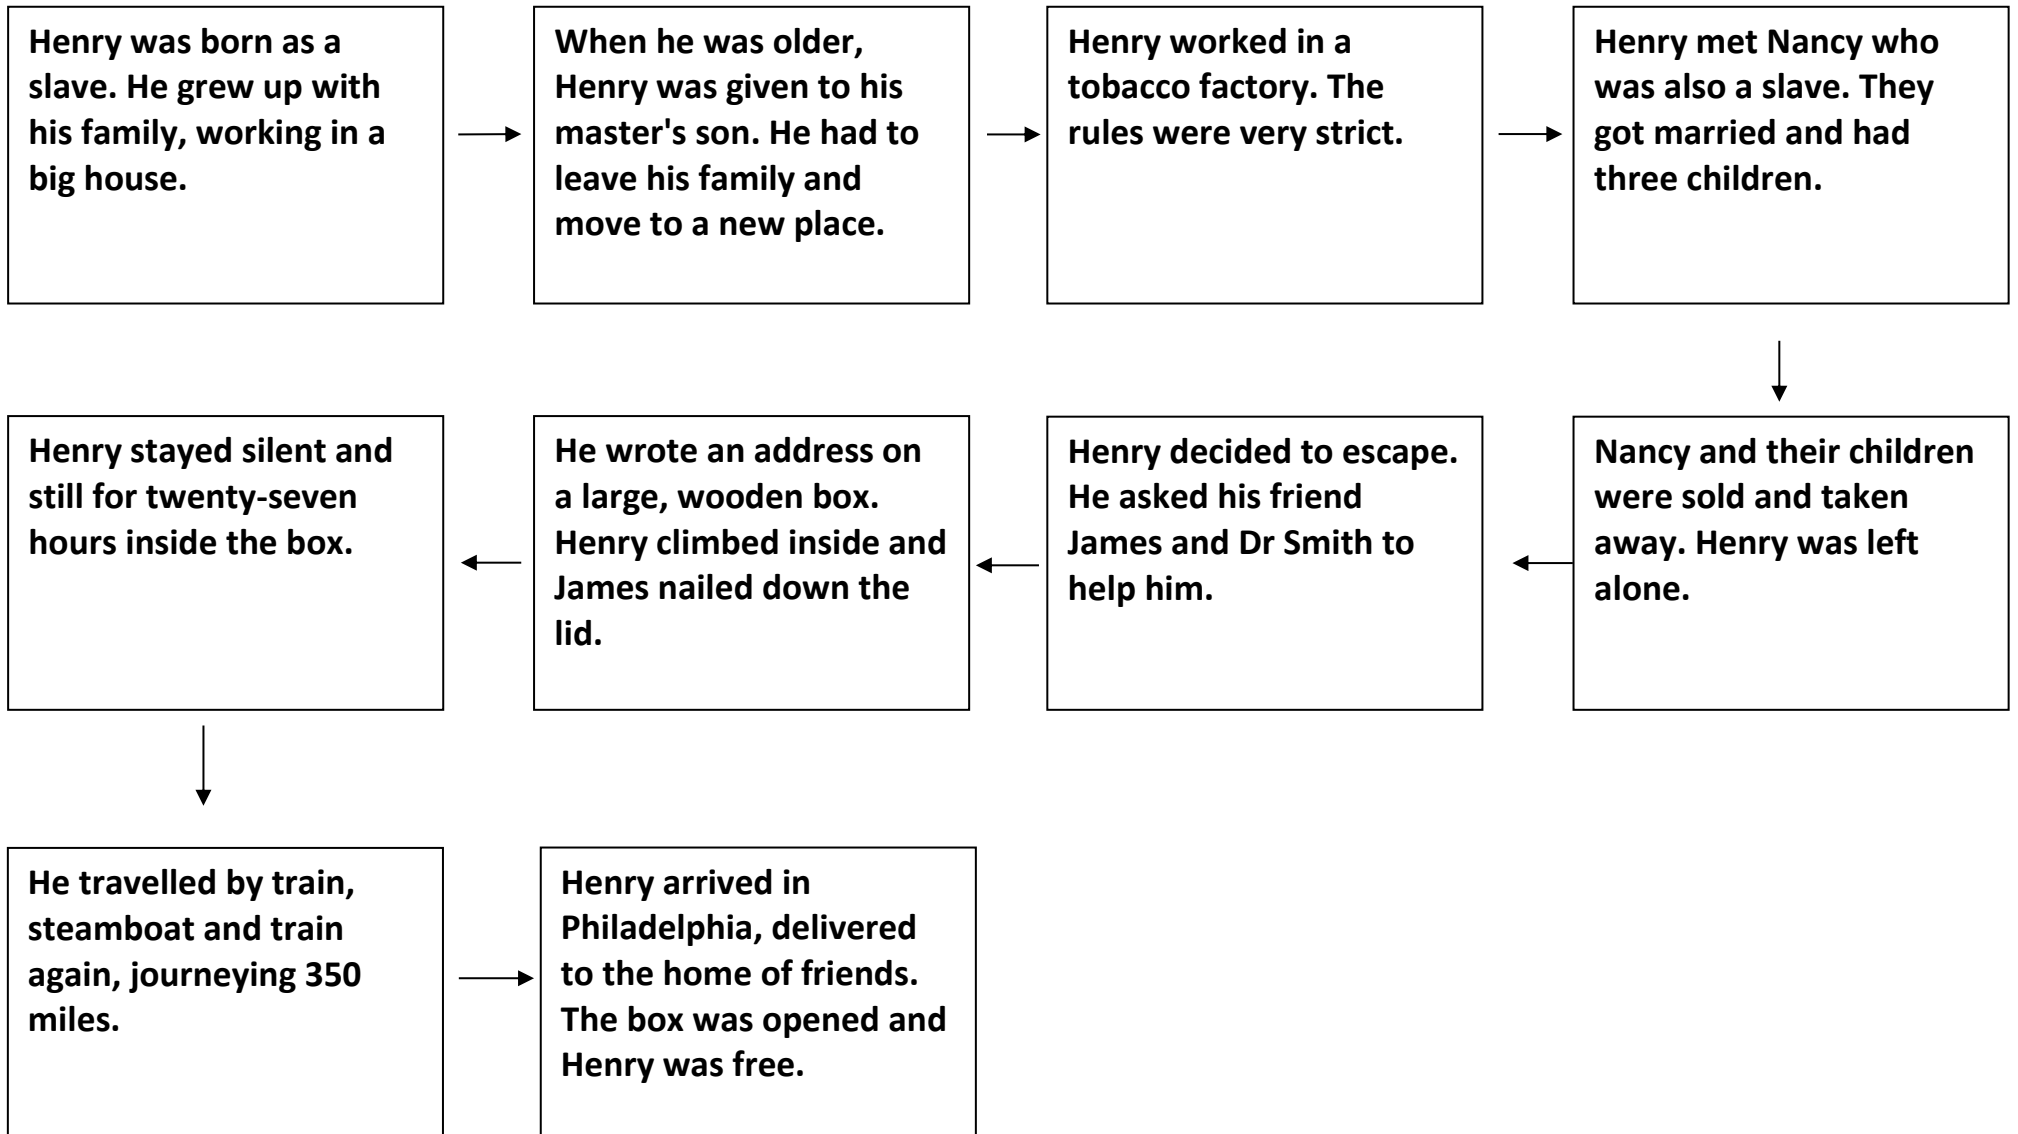 Henry was born as a
slave. He grew up with
his family, working in a
big house.
When he was older,
Henry was given to his
master's son. He had to
leave his family and
move to a new place.
Henry worked in a
tobacco factory. The
rules were very strict.
Henry met Nancy who
was also a slave. They
got married and had
three children.
Nancy and their children
were sold and taken
away. Henry was left
alone.
Henry decided to escape.
He asked his friend
James and Dr Smith to
help him.
He wrote an address on
a large, wooden box.
Henry climbed inside and
James nailed down the
lid.
Henry stayed silent and
still for twenty-seven
hours inside the box.
He travelled by train,
steamboat and train
again, journeying 350
miles.
Henry arrived in
Philadelphia, delivered
to the home of friends.
The box was opened and
Henry was free.